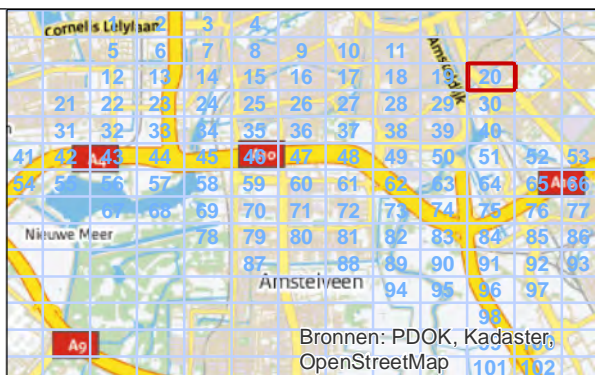 Cornelis Lelylaan 2 3 4
5 6 7 8 9 10 11
Amsteldijk
12 13 14 15 16 17 18 19 20
21 22 23 24 25 26 27 28 29 30
31 32 33 34 35 36 37 38 39 40
41 42 43 44 45 46 47 48 49 50 51 52 53
54 55 56 57 58 59 60 61 62 63 64 65 66
67 68 69 70 71 72 73 74 75 76 77
Nieuwe Meer 78 79 80 81 82 83 84 85 86
87 88 89 90 91 92 93
Amstelveen
94 95 96 97
98
A9
Bronnen: PDOK, Kadaster,
OpenStreetMap
101 102